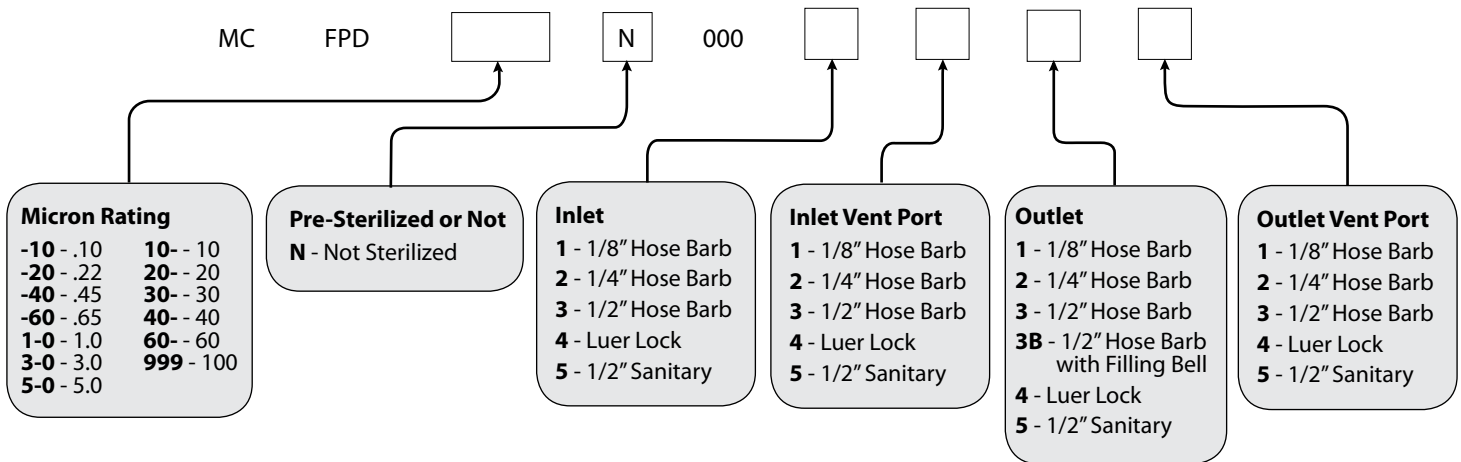 MC FPD N 000
Micron Rating
-10 - .10 10- - 10
-20 - .22 20- - 20
-40 - .45 30- - 30
-60 - .65 40- - 40
1-0 - 1.0 60- - 60
3-0 - 3.0 999 - 100
5-0 - 5.0
Pre-Sterilized or Not
N - Not Sterilized
Inlet
1 - 1/8” Hose Barb
2 - 1/4” Hose Barb
3 - 1/2” Hose Barb
4 - Luer Lock
5 - 1/2” Sanitary
Inlet Vent Port
1 - 1/8” Hose Barb
2 - 1/4” Hose Barb
3 - 1/2” Hose Barb
4 - Luer Lock
5 - 1/2” Sanitary
Outlet
1 - 1/8” Hose Barb
2 - 1/4” Hose Barb
3 - 1/2” Hose Barb
3B - 1/2” Hose Barb
with Filling Bell
4 - Luer Lock
5 - 1/2” Sanitary
Outlet Vent Port
1 - 1/8” Hose Barb
2 - 1/4” Hose Barb
3 - 1/2” Hose Barb
4 - Luer Lock
5 - 1/2” Sanitary